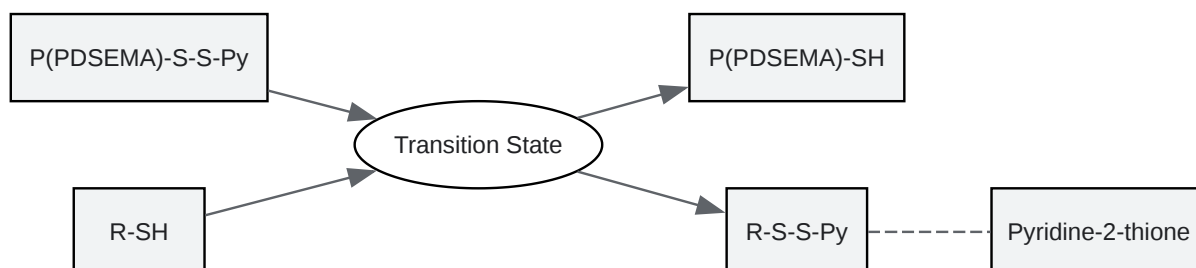 P(PDSEMA)-S-S-Py
P(PDSEMA)-SH
Transition State
R-SH
R-S-S-Py
Pyridine-2-thione